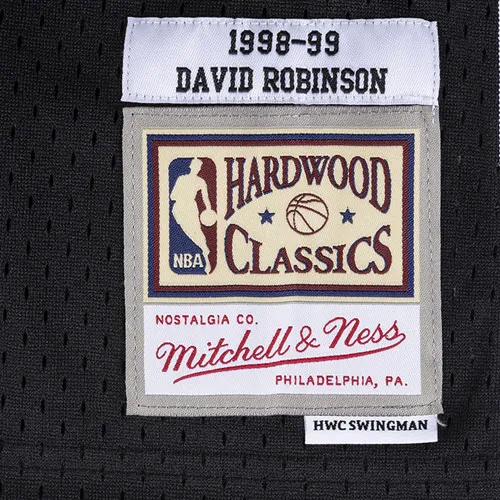 1998-99
DAVID ROBINSON
HARDWOOD
CLASSICS
NBA
NOSTALGIA CO.
Mitchell & Ness
PHILADELPHIA, PA.
HWC SWINGMAN